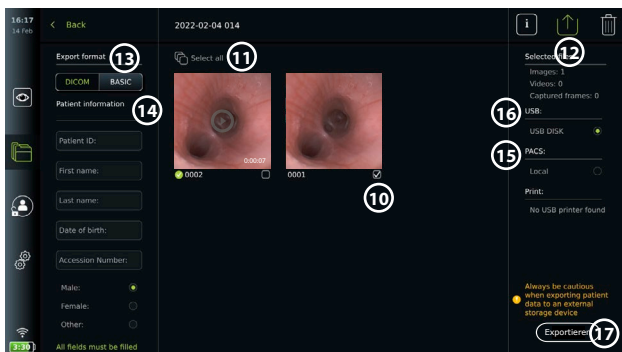 16:17
14 Feb
Back
2022-02-04 014
i
Export format
13
DICOM
BASIC
Patient information
14
Patient ID:
First name:
Last name:
Date of birth:
Accession Number:
Male:
Female:
Other:
All fields must be filled
3:30
Select all
11
0:00:07
0002
0001
10
12
Images: 1
Videos: 0
Captured frames: 0
16
USB:
USB DISK
15
PACS:
Local
Print:
No USB printer found
Always be cautious
when exporting patient
data to an external
storage device
Exportieren
17